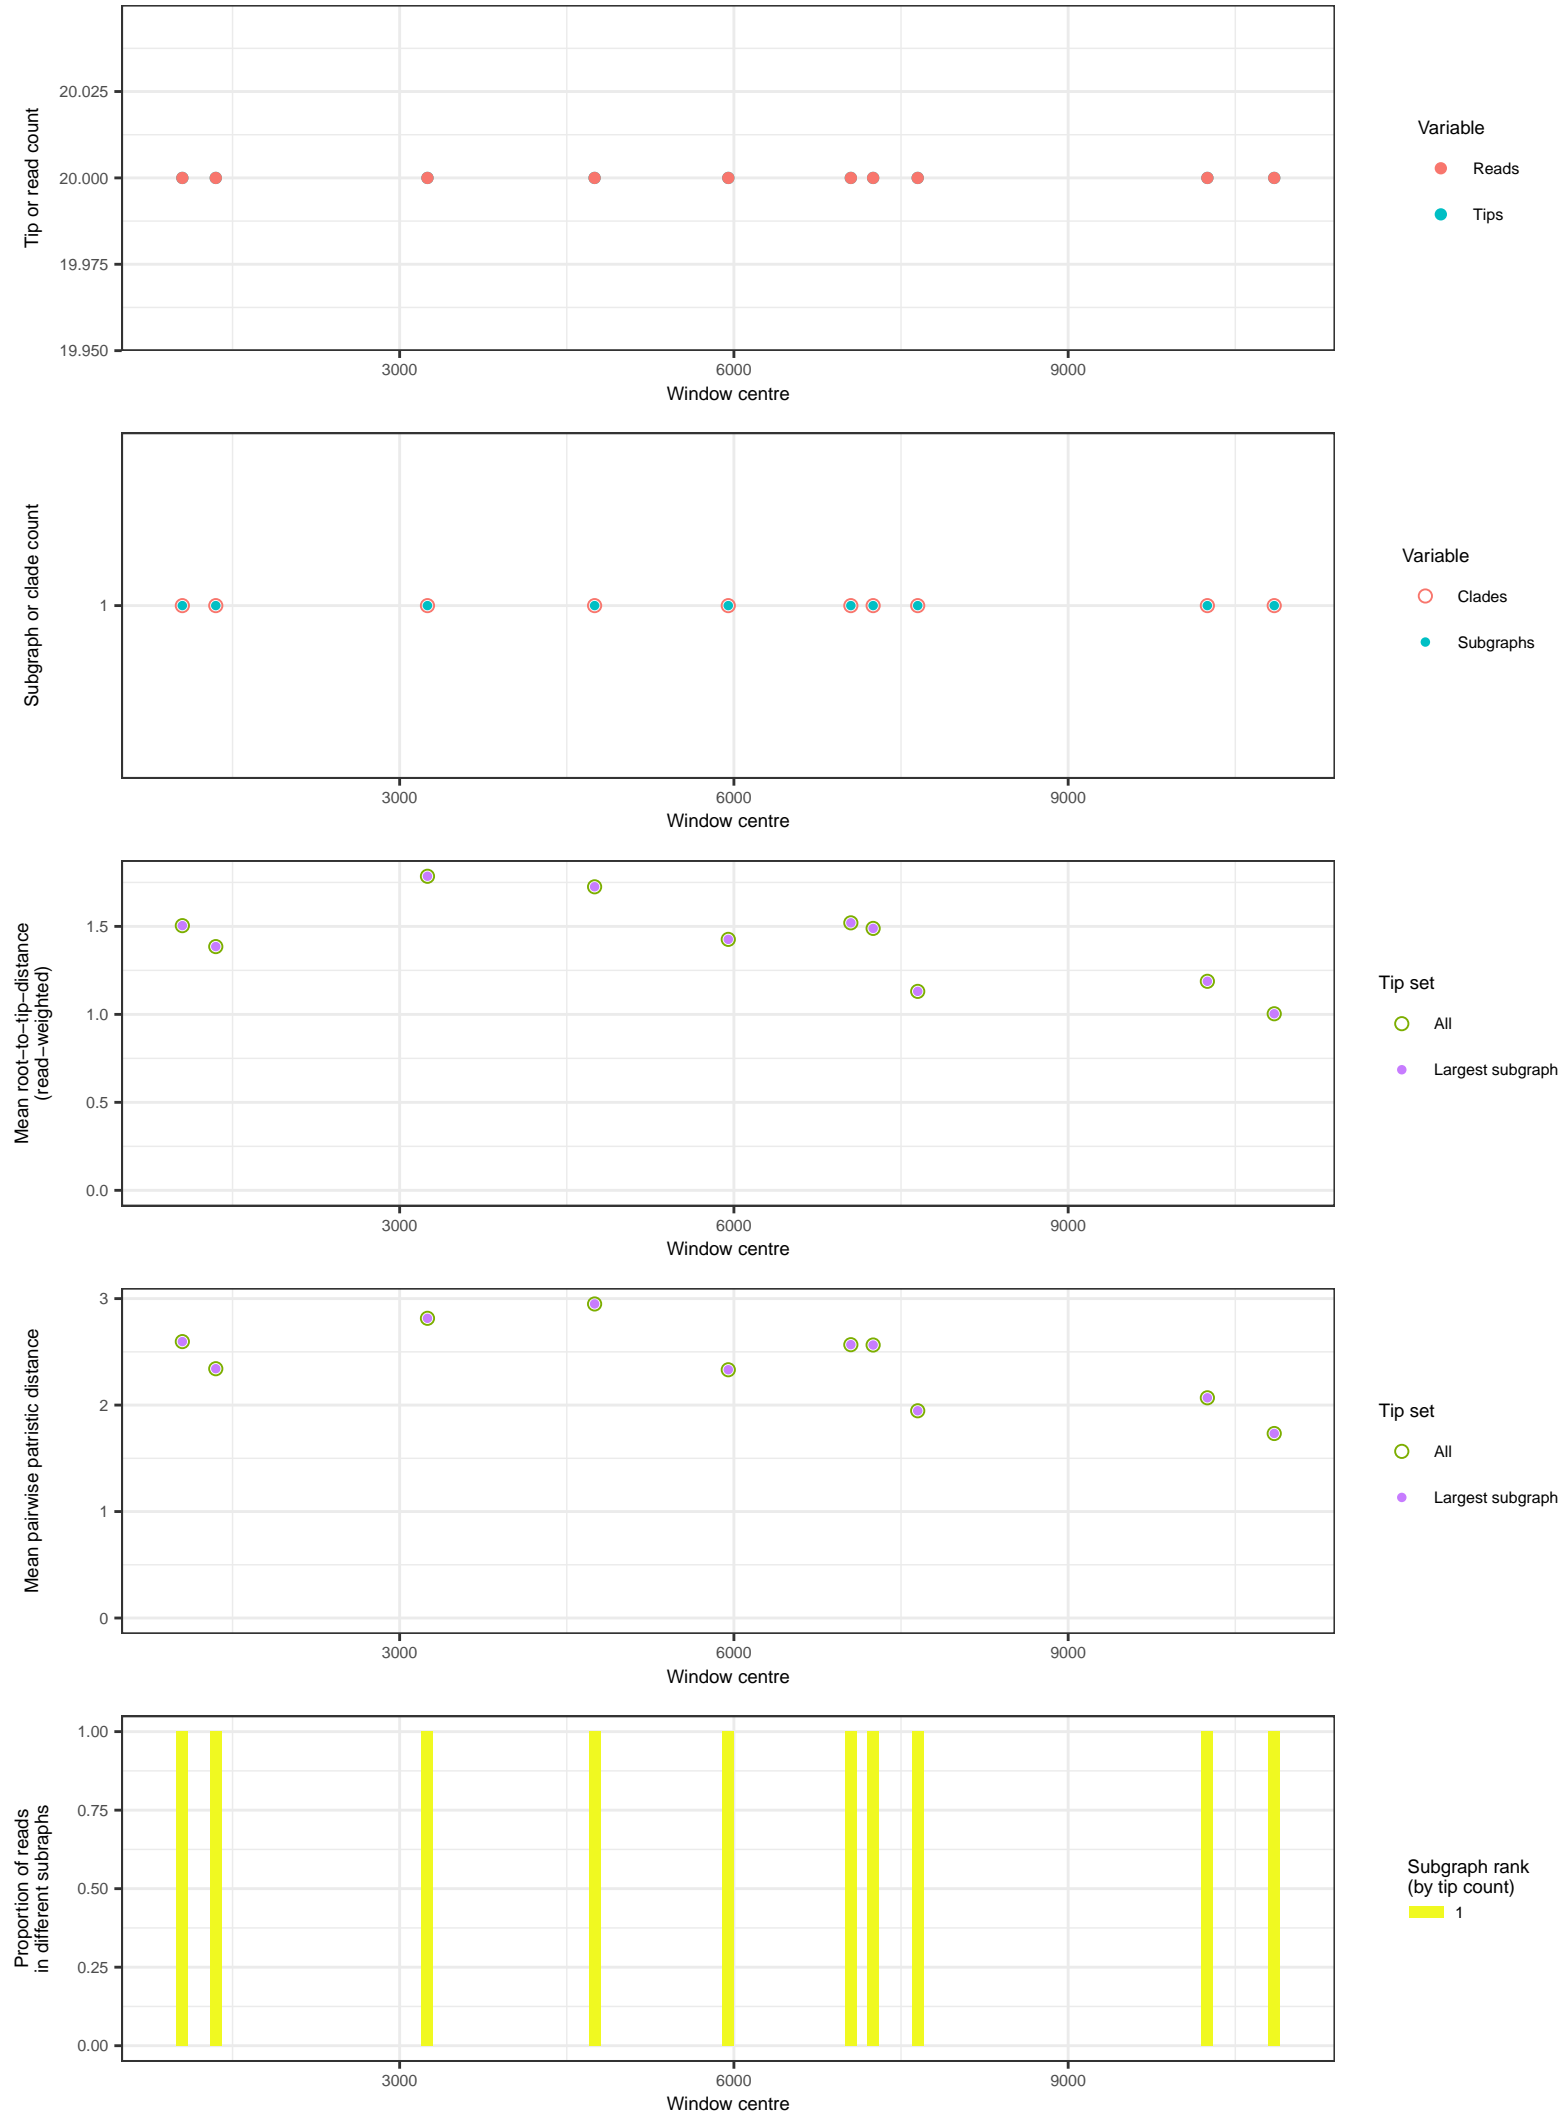 20.025
20.000
19.975
19.950
Tip or read count
3000 6000 9000
Window centre
Variable
Reads
Tips
1
Subgraph or clade count
3000 6000 9000
Window centre
Variable
Clades
Subgraphs
1.5
1.0
0.5
0.0
Mean root−to−tip−distance
(read−weighted)
3000 6000 9000
Window centre
Tip set
All
Largest subgraph
3
2
1
0
Mean pairwise patristic distance
3000 6000 9000
Window centre
Tip set
All
Largest subgraph
1.00
0.75
0.50
0.25
0.00
Proportion of reads
in different subraphs
3000 6000 9000
Window centre
Subgraph rank
(by tip count)
1